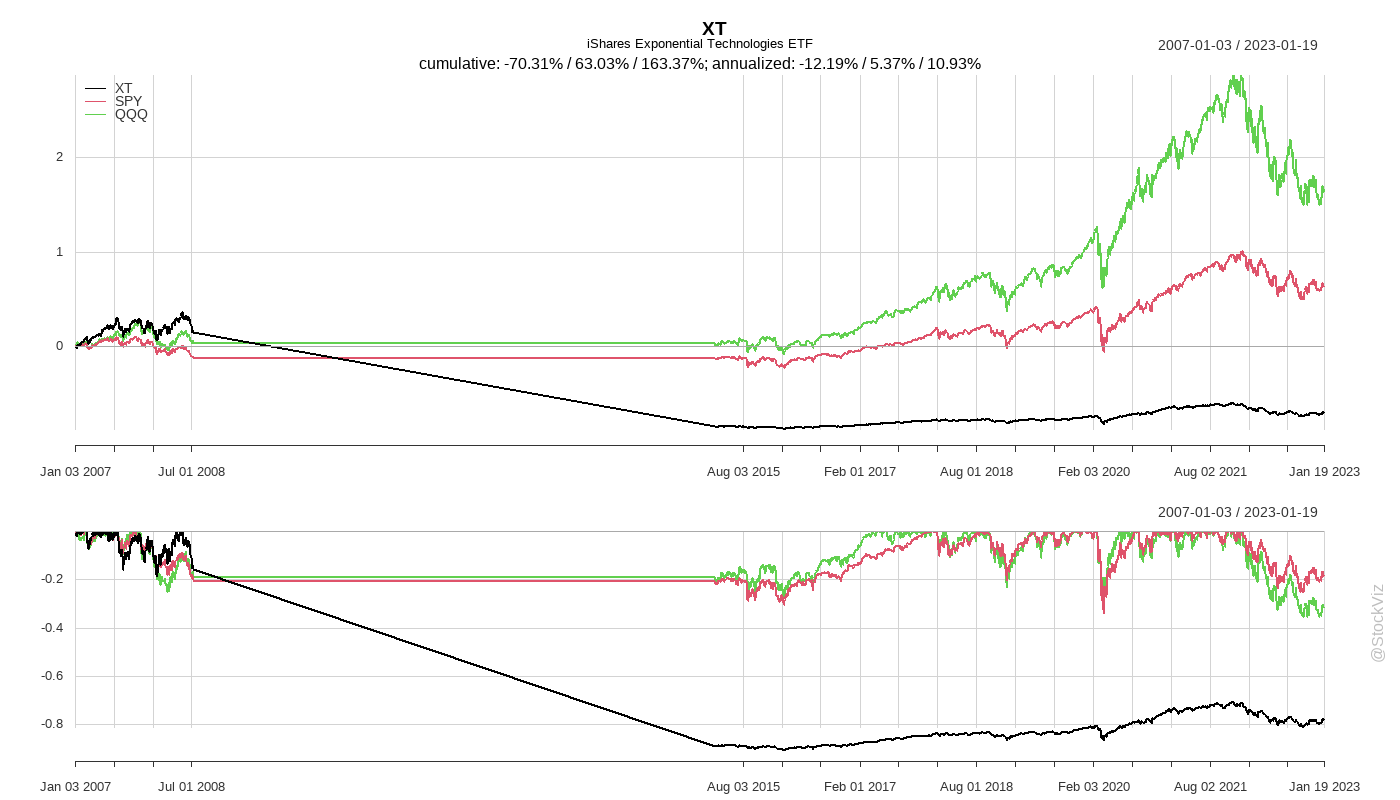 XT
iShares Exponential Technologies ETF
2007-01-03 / 2023-01-19
cumulative: -70.31% / 63.03% / 163.37%; annualized: -12.19% / 5.37% / 10.93%
XT
SPY
QQQ
2
1
0
Jan 03 2007 Jul 01 2008 Aug 03 2015 Feb 01 2017 Aug 01 2018 Feb 03 2020 Aug 02 2021 Jan 19 2023
2007-01-03 / 2023-01-19
-0.2
-0.4
-0.6
-0.8
Jan 03 2007 Jul 01 2008 Aug 03 2015 Feb 01 2017 Aug 01 2018 Feb 03 2020 Aug 02 2021 Jan 19 2023
@StockViz